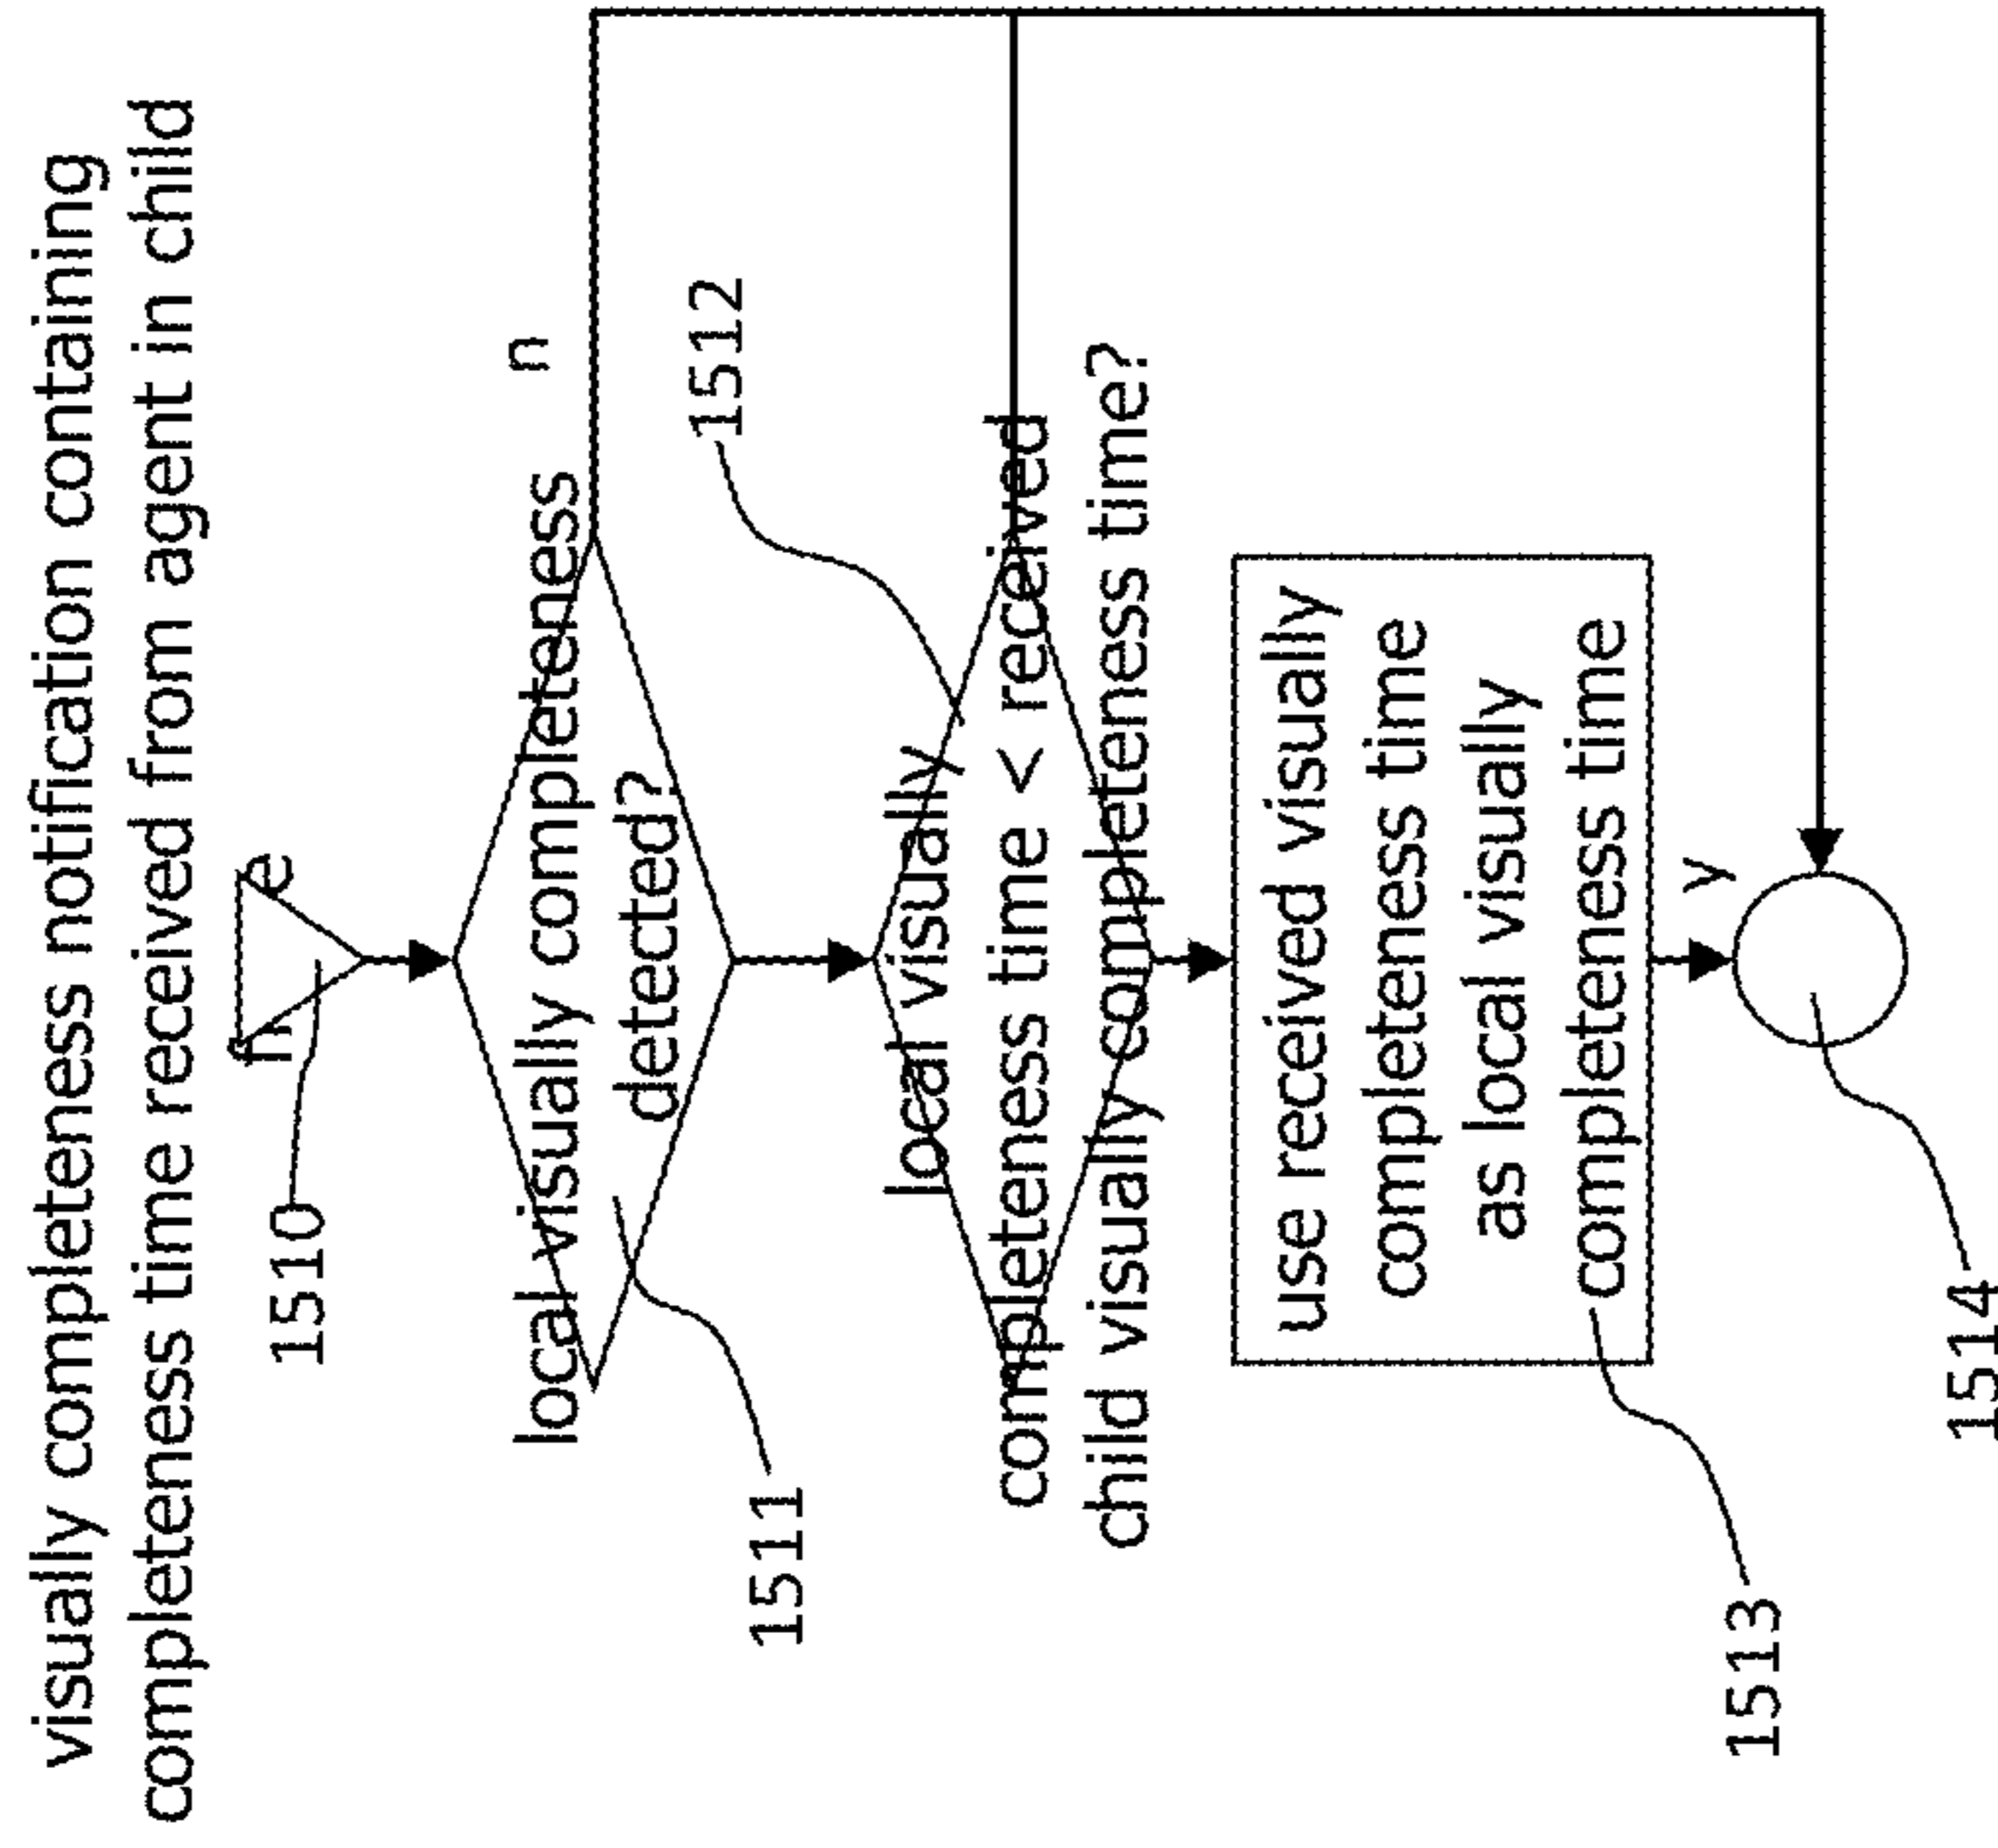 visually completeness notification containing
completeness time received from agent in child
1510
local visually completeness
detected?
n
1512
1511
local visually
completeness time < received
child visually completeness time?
use received visually
completeness time
as local visually
completeness time
y
1513
1514